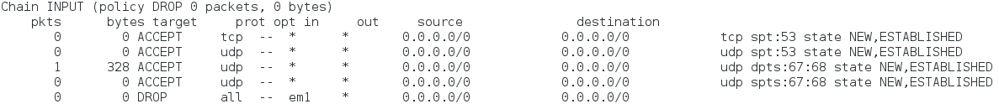 Chain INPUT (policy DROP 0 packets, 0 bytes)
pkts bytes target prot opt in out source destination
0 0 ACCEPT tcp -- * * 0.0.0.0/0 0.0.0.0/0 tcp spt:53 state NEW,ESTABLISHED
0 0 ACCEPT udp -- * * 0.0.0.0/0 0.0.0.0/0 udp spt:53 state NEW,ESTABLISHED
1 328 ACCEPT udp -- * * 0.0.0.0/0 0.0.0.0/0 udp dpts:67:68 state NEW,ESTABLISHED
0 0 ACCEPT udp -- * * 0.0.0.0/0 0.0.0.0/0 udp spts:67:68 state NEW,ESTABLISHED
0 0 DROP all -- em1 * 0.0.0.0/0 0.0.0.0/0